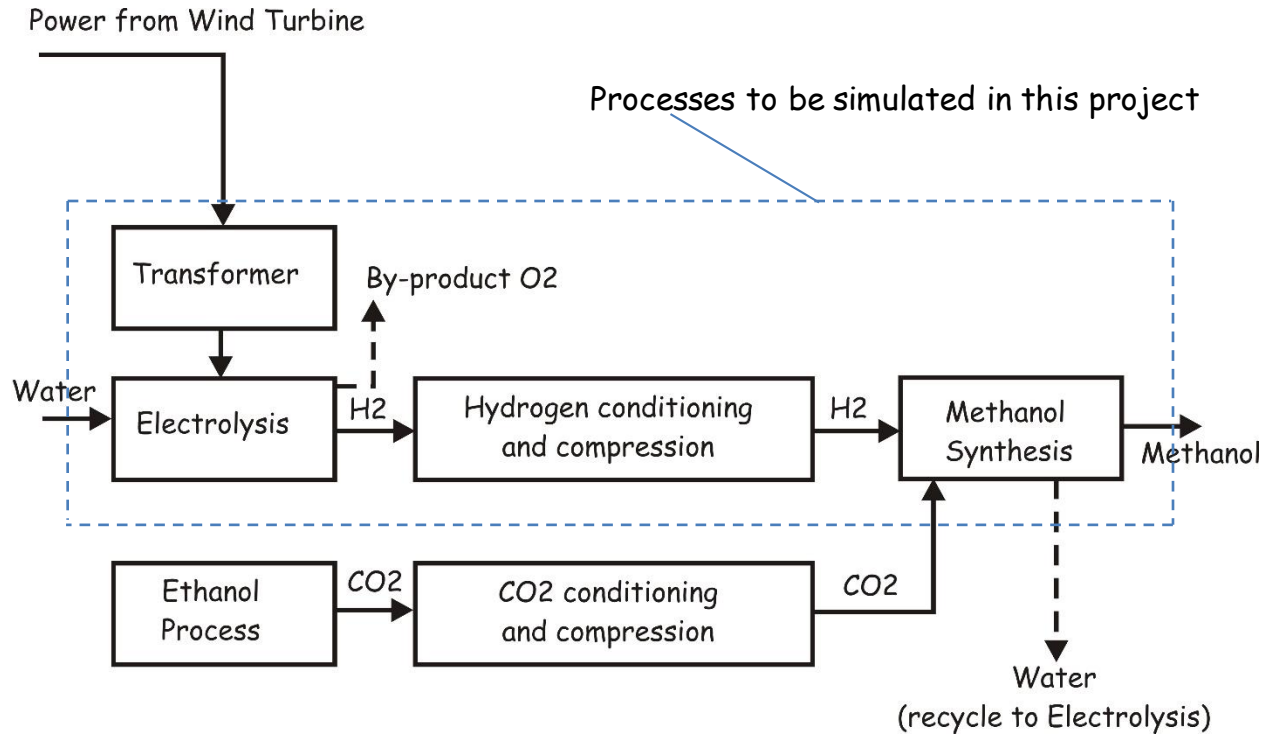 Power from Wind Turbine
Processes to be simulated in this project
Transformer
By-product O2
Water
Electrolysis
H2
Hydrogen conditioning
and compression
H2
Methanol
Synthesis
Methanol
Ethanol
Process
CO2
CO2 conditioning
and compression
CO2
Water
(recycle to Electrolysis)